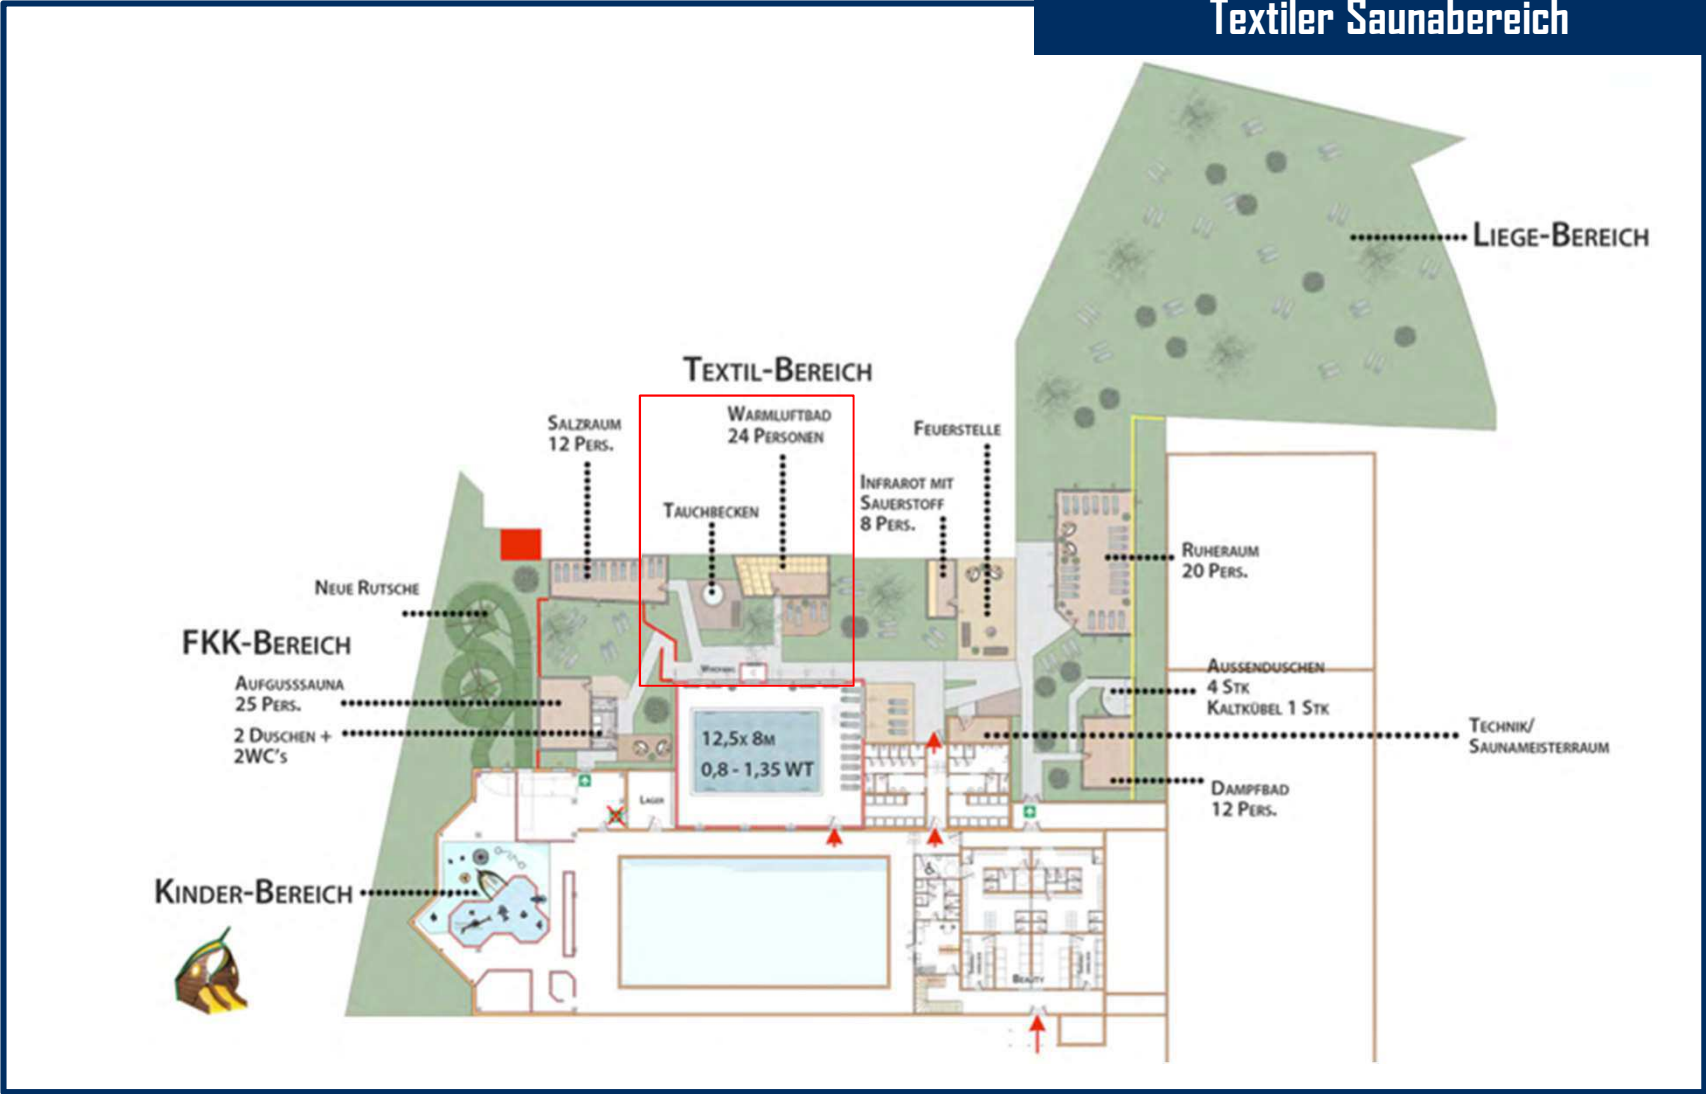 Textiler Saunabereich
Liege-Bereich
Textil-Bereich
Salzraum
12 Pers.
Warmluftbad
24 Personen
Feuerstelle
Infrarot mit
Sauerstoff
8 Pers.
Tauchbecken
Ruheraum
20 Pers.
Neue Rutsche
FKK-Bereich
Aufgusssauna
25 Pers.
2 Duschen +
2WC's
Aussenduschen
4 Stk
Kaltkübel 1 Stk
Technik/
Saunameisterraum
12,5x 8m
0,8 - 1,35 WT
Dampfbad
12 Pers.
Lager
Kinder-Bereich
Beauty